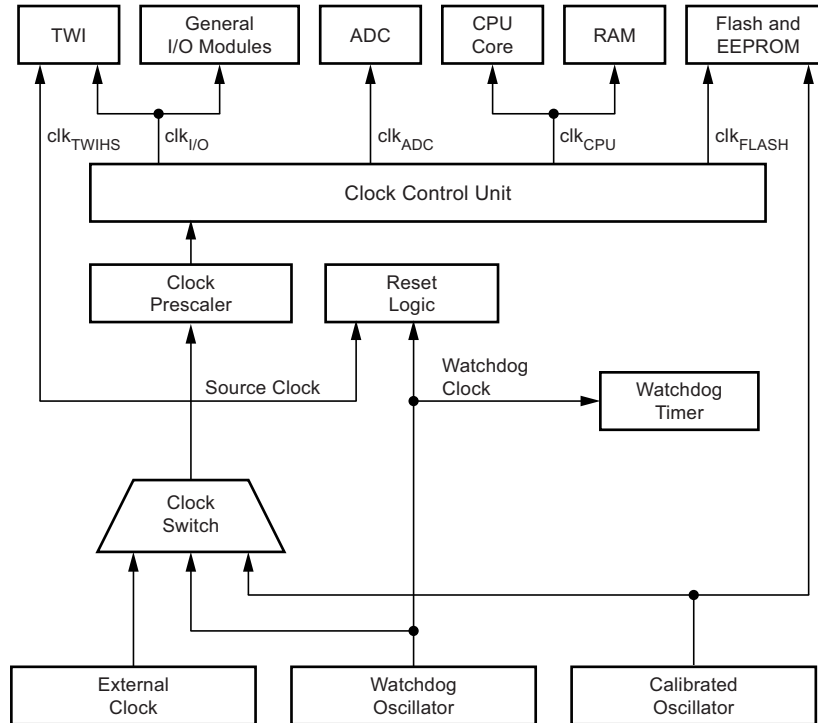 TWI
General
I/O Modules
ADC
CPU
Core
RAM
Flash and
EEPROM
clkTWIHS
clkI/O
clkADC
clkCPU
clkFLASH
Clock Control Unit
Clock
Prescaler
Reset
Logic
Source Clock
Watchdog
Clock
Watchdog
Timer
Clock
Switch
External
Clock
Watchdog
Oscillator
Calibrated
Oscillator